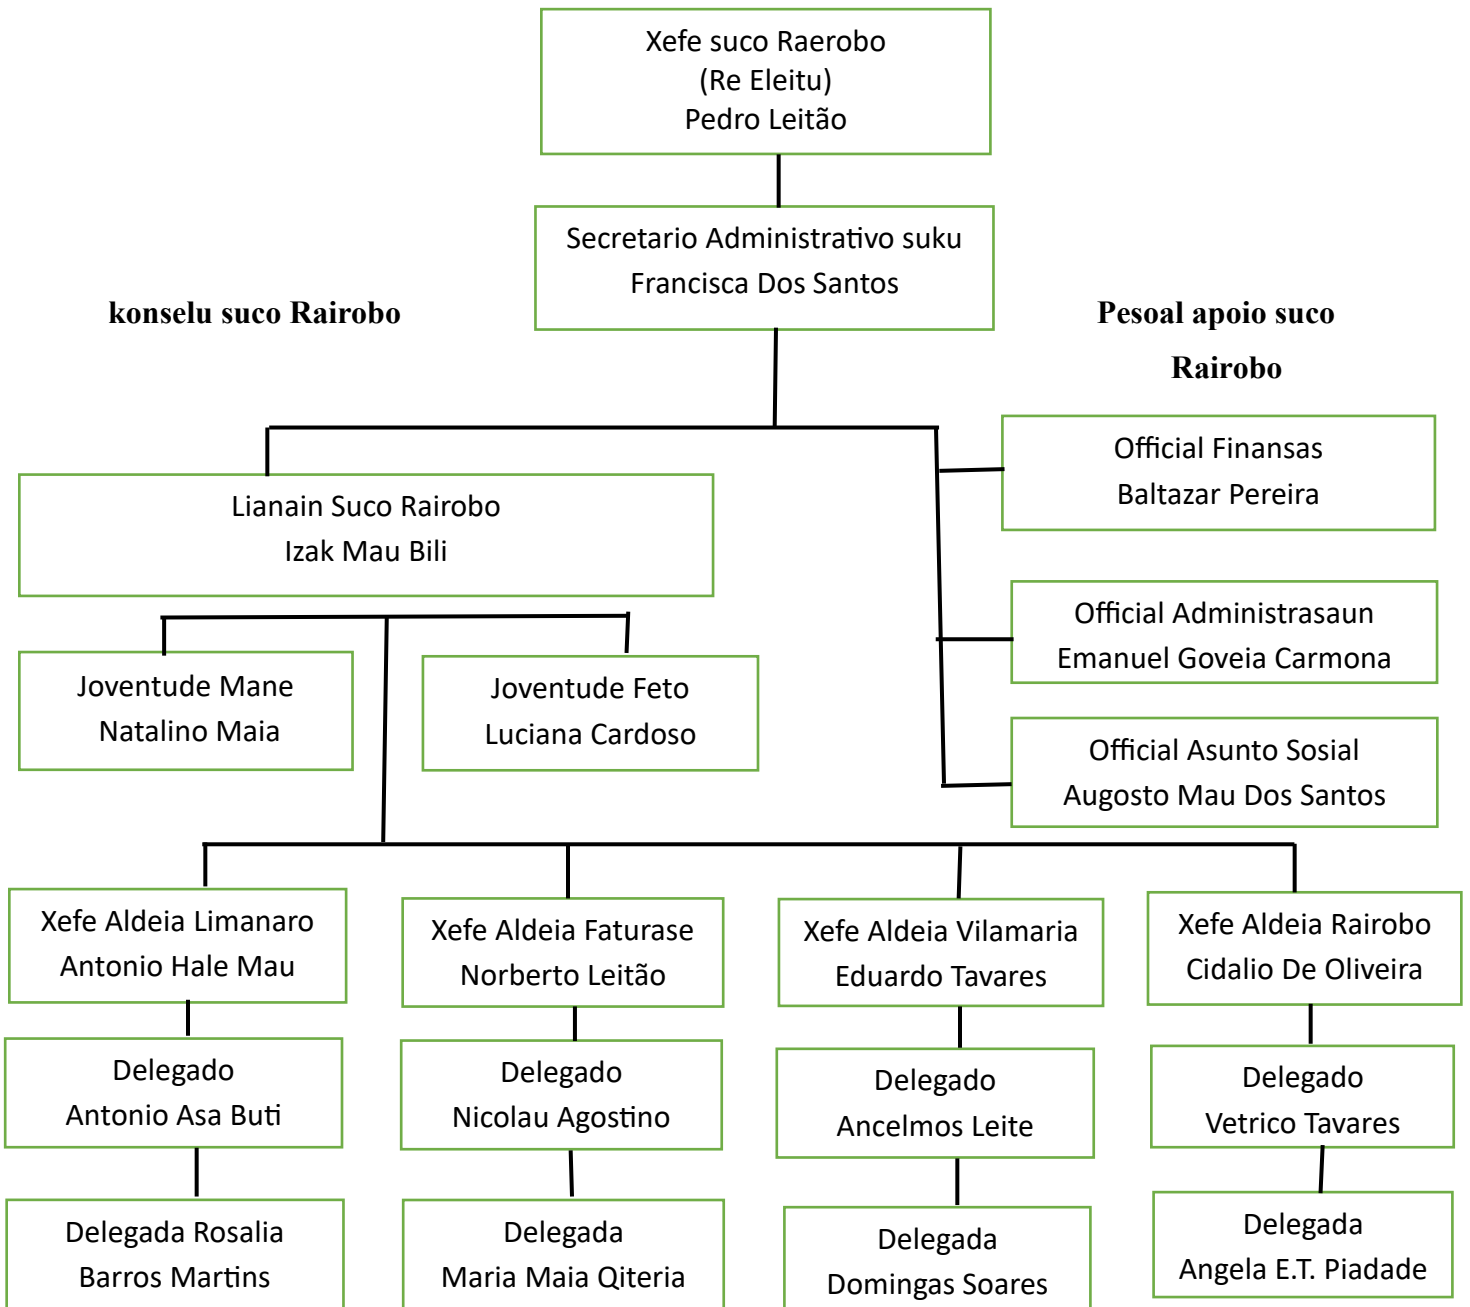 Xefe suco Raerobo
(Re Eleitu)
Pedro Leitão
Secretario Administrativo suku
Francisca Dos Santos
konselu suco Rairobo
Pesoal apoio suco
Rairobo
Official Finansas
Baltazar Pereira
Lianain Suco Rairobo
Izak Mau Bili
Official Administrasaun
Emanuel Goveia Carmona
Joventude Mane
Natalino Maia
Joventude Feto
Luciana Cardoso
Official Asunto Sosial
Augosto Mau Dos Santos
Xefe Aldeia Limanaro
Antonio Hale Mau
Xefe Aldeia Faturase
Norberto Leitão
Xefe Aldeia Vilamaria
Eduardo Tavares
Xefe Aldeia Rairobo
Cidalio De Oliveira
Delegado
Antonio Asa Buti
Delegado
Nicolau Agostino
Delegado
Ancelmos Leite
Delegado
Vetrico Tavares
Delegada Rosalia
Barros Martins
Delegada
Maria Maia Qiteria
Delegada
Domingas Soares
Delegada
Angela E.T. Piadade